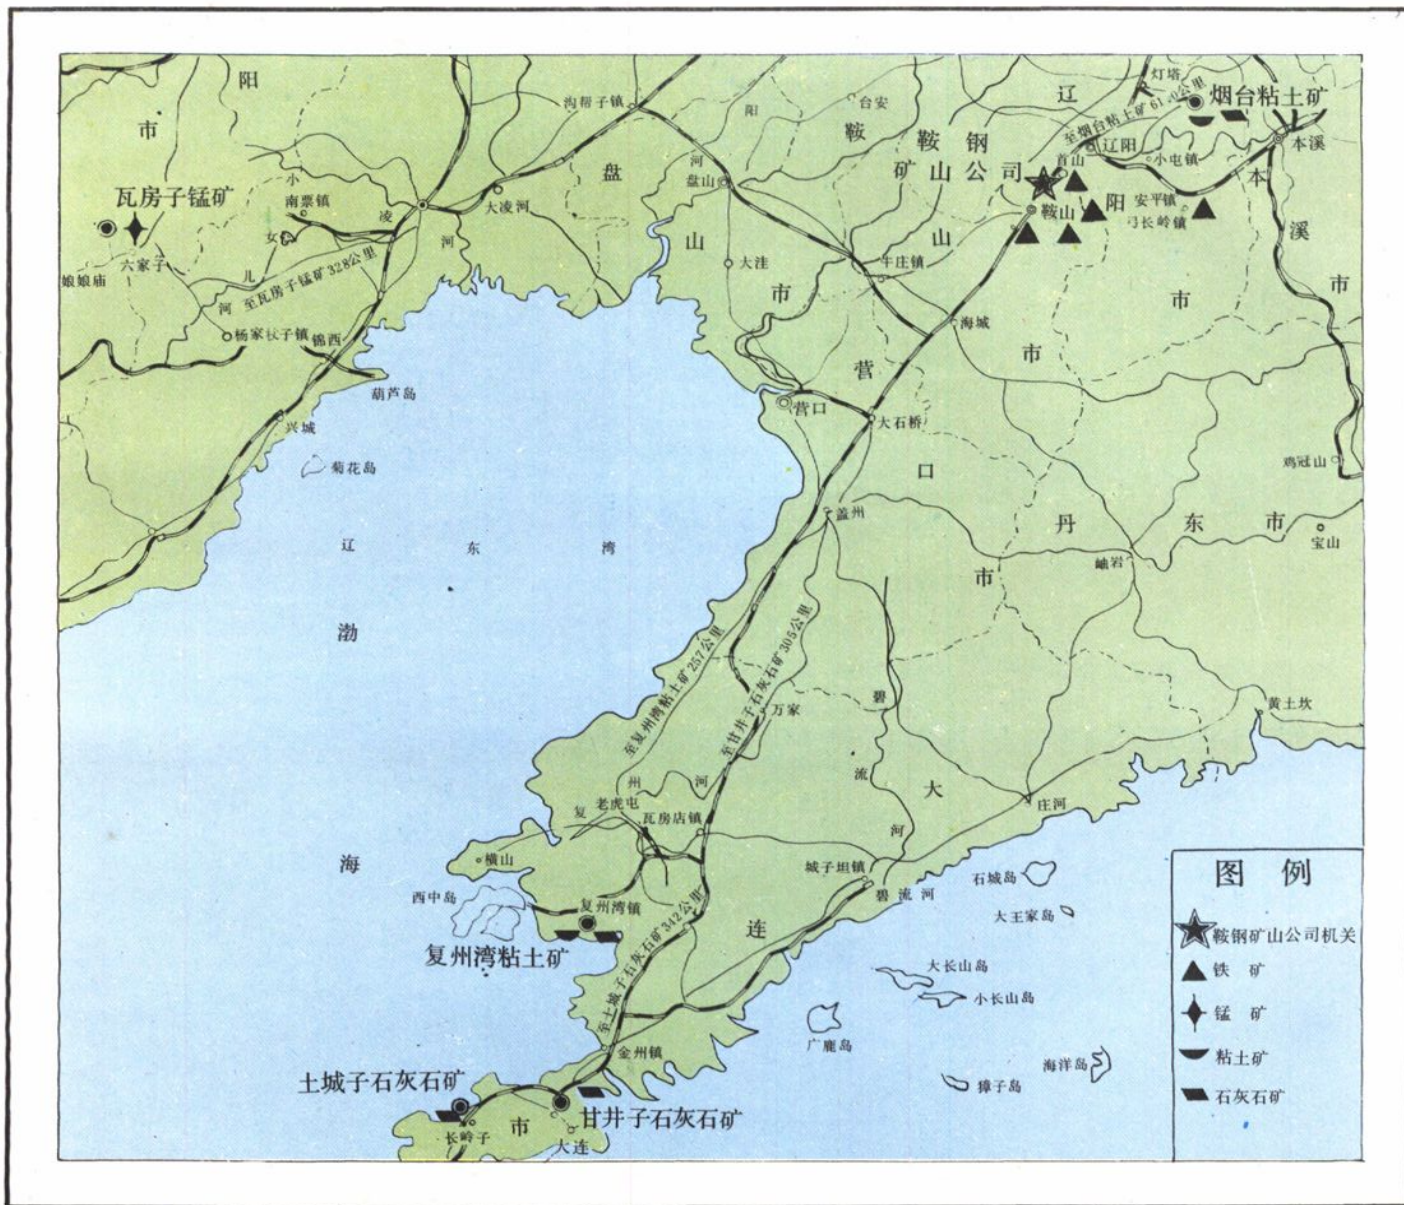 阳
市
瓦房子锰矿
六家子
娘娘庙
小
凌
河
女
儿
河
南票镇
至瓦房子锰矿328公里
杨家杖子镇
锦西
葫芦岛
兴城
菊花岛
沟帮子镇
大凌河
盘
山
市
阳
河
盘山
大洼
台安
鞍
山
市
鞍钢
矿山公司
首山
鞍山
辽
阳
市
灯塔
至烟台粘土矿61.0公里
烟台粘土矿
辽阳
小屯镇
安平镇
弓长岭镇
本溪
本
溪
市
牛庄镇
海城
营
口
市
营口
大石桥
盖州
鸡冠山
丹东市
宝山
岫岩
辽东湾
渤
海
至复州湾粘土矿257公里
至甘井子石灰石矿305公里
万家
碧
流
河
黄土坎
庄河
大
连
市
复
州
河
老虎屯
瓦房店镇
横山
西中岛
复州湾镇
复州湾粘土矿
至土城子石灰石矿342公里
城子坦镇
碧流河
石城岛
大王家岛
大长山岛
小长山岛
广鹿岛
獐子岛
海洋岛
金州镇
土城子石灰石矿
长岭子
甘井子石灰石矿
大连
图例
鞍钢矿山公司机关
铁矿
锰矿
粘土矿
石灰石矿